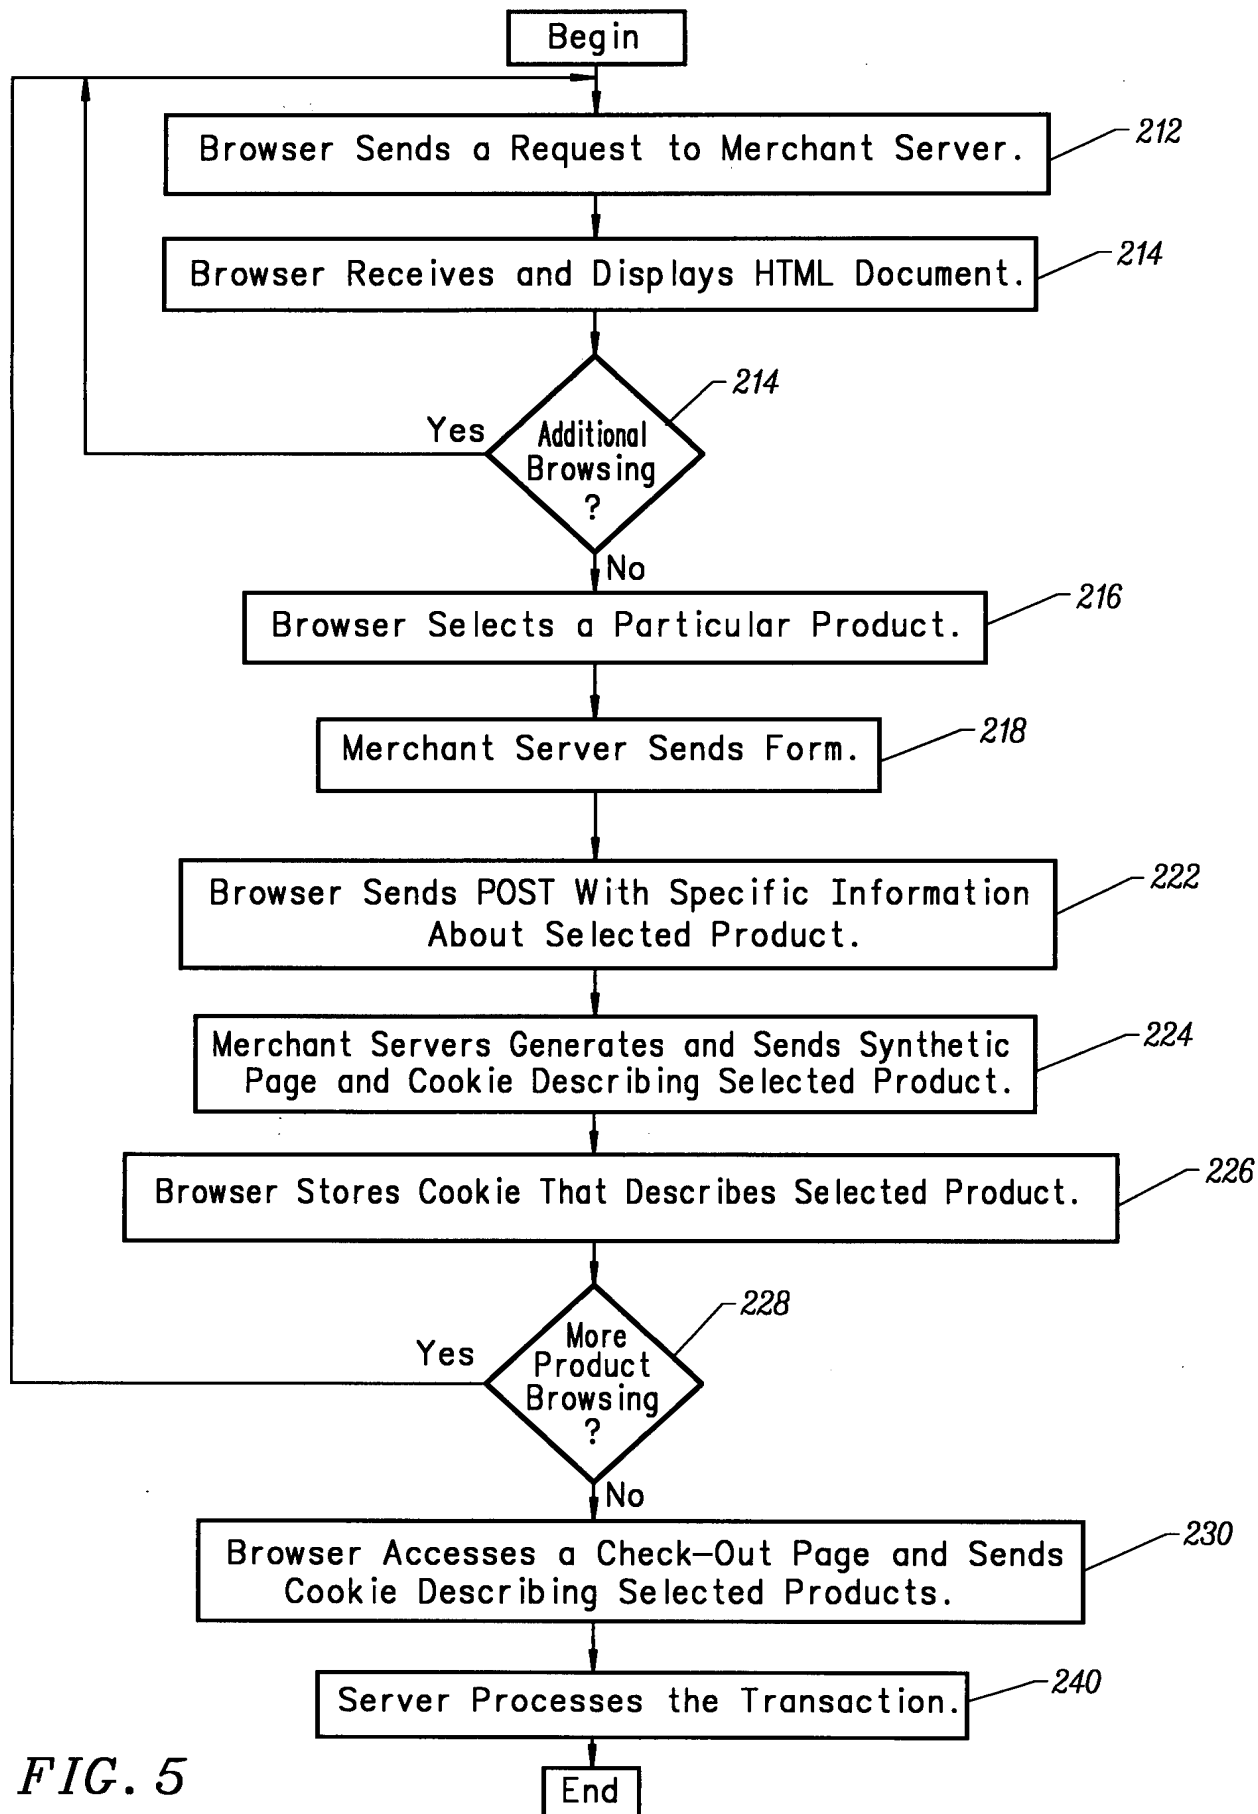 Begin
Browser Sends a Request to Merchant Server.
212
Browser Receives and Displays HTML Document.
214
214
Yes
Additional
Browsing
?
No
Browser Selects a Particular Product.
216
Merchant Server Sends Form.
218
Browser Sends POST With Specific Information
About Selected Product.
222
Merchant Servers Generates and Sends Synthetic
Page and Cookie Describing Selected Product.
224
Browser Stores Cookie That Describes Selected Product.
226
228
Yes
More
Product
Browsing
?
No
Browser Accesses a Check-Out Page and Sends
Cookie Describing Selected Products.
230
Server Processes the Transaction.
240
End
FIG. 5